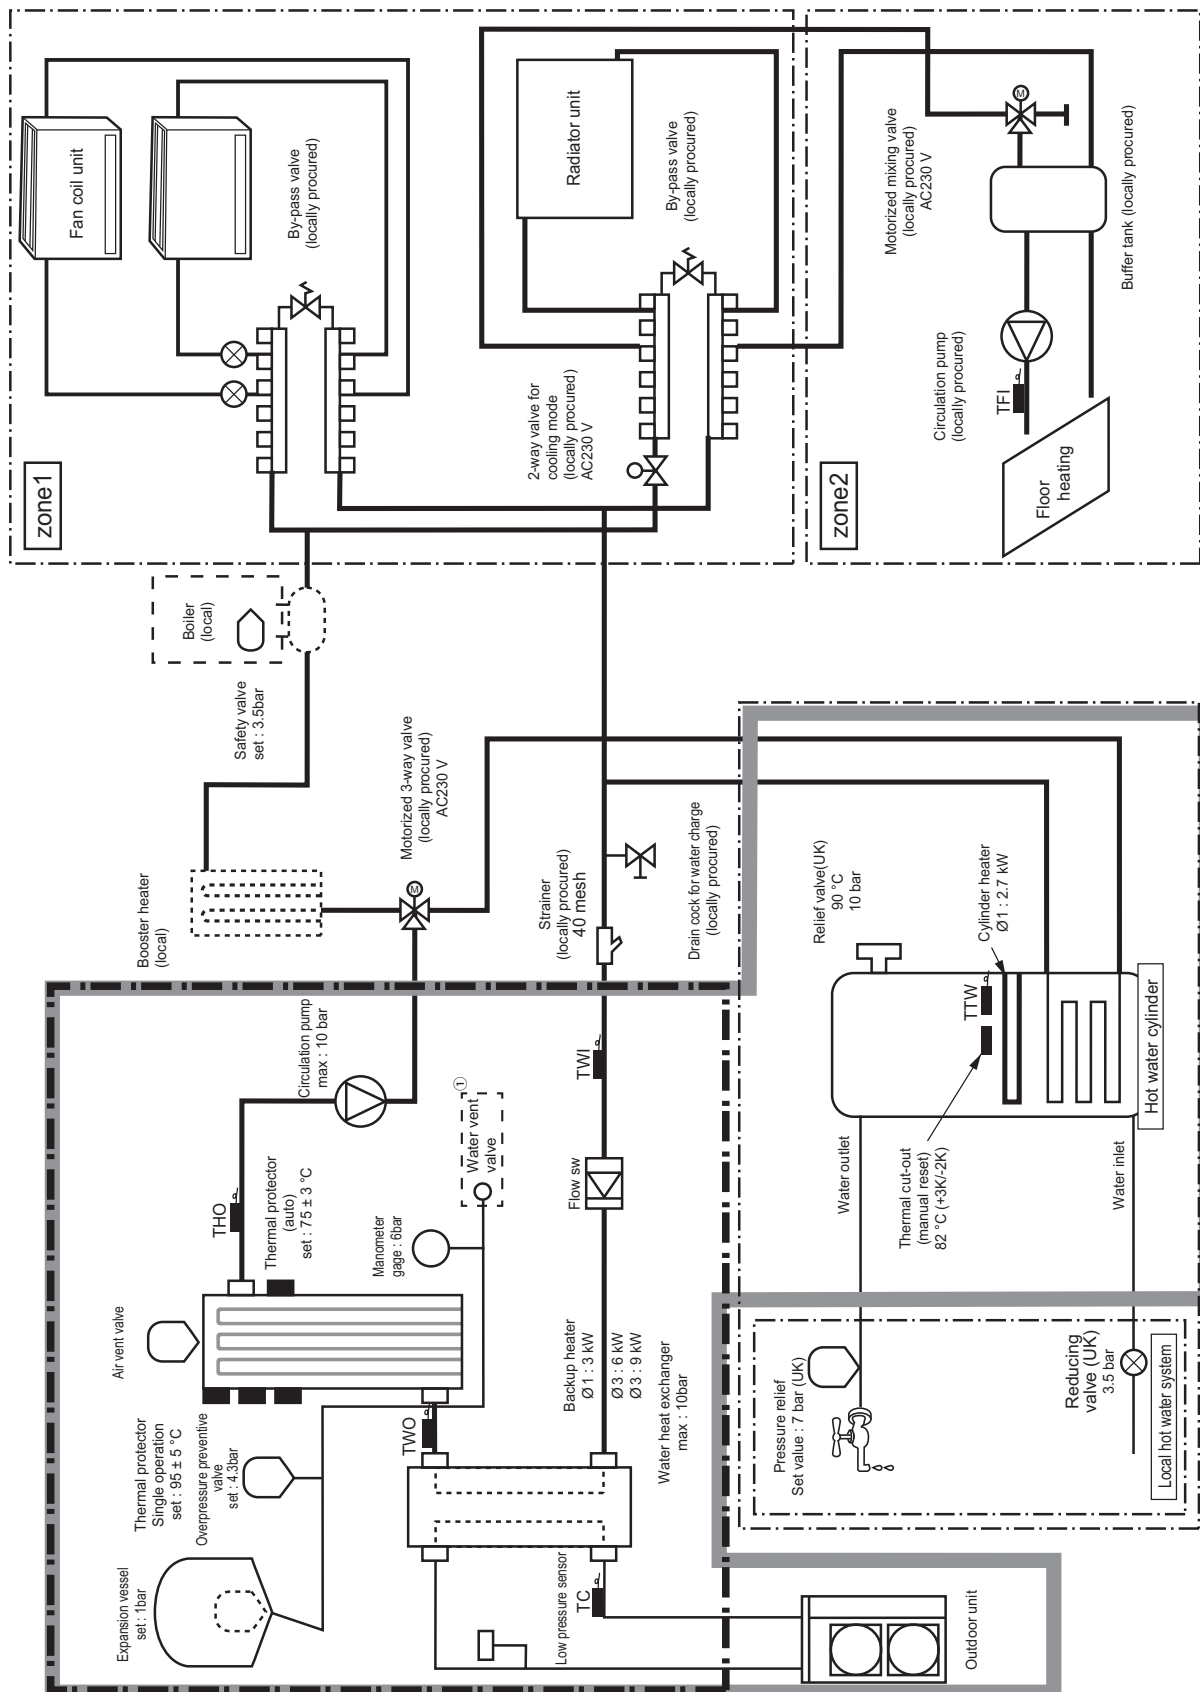 Expansion vessel
set : 1bar
Thermal protector
Single operation
set : 95 ± 5 °C
Overpressure preventive
valve
set : 4.3bar
Air vent valve
THO
Thermal protector
(auto)
set : 75 ± 3 °C
TWO
Manometer
gage : 6bar
Water vent
valve
①
Circulation pump
max : 10 bar
Low pressure sensor
TC
Backup heater
Ø 1 : 3 kW
Ø 3 : 6 kW
Ø 3 : 9 kW
Water heat exchanger
max : 10bar
Flow sw
TWI
Outdoor unit
Booster heater
(local)
Safety valve
set : 3.5bar
Boiler
(local)
M
Motorized 3-way valve
(locally procured)
AC230 V
Strainer
(locally procured)
40 mesh
Drain cock for water charge
(locally procured)
Pressure relief
Set value : 7 bar (UK)
Reducing
valve (UK)
3.5 bar
Local hot water system
Water outlet
Water inlet
Thermal cut-out
(manual reset)
82 °C (+3K/-2K)
TTW
Relief valve(UK)
90 °C
10 bar
Cylinder heater
Ø1 : 2.7 kW
Hot water cylinder
zone1
Fan coil unit
By-pass valve
(locally procured)
2-way valve for
cooling mode
(locally procured)
AC230 V
Radiator unit
By-pass valve
(locally procured)
zone2
Floor
heating
TFI
Circulation pump
(locally procured)
Motorized mixing valve
(locally procured)
AC230 V
M
Buffer tank (locally procured)